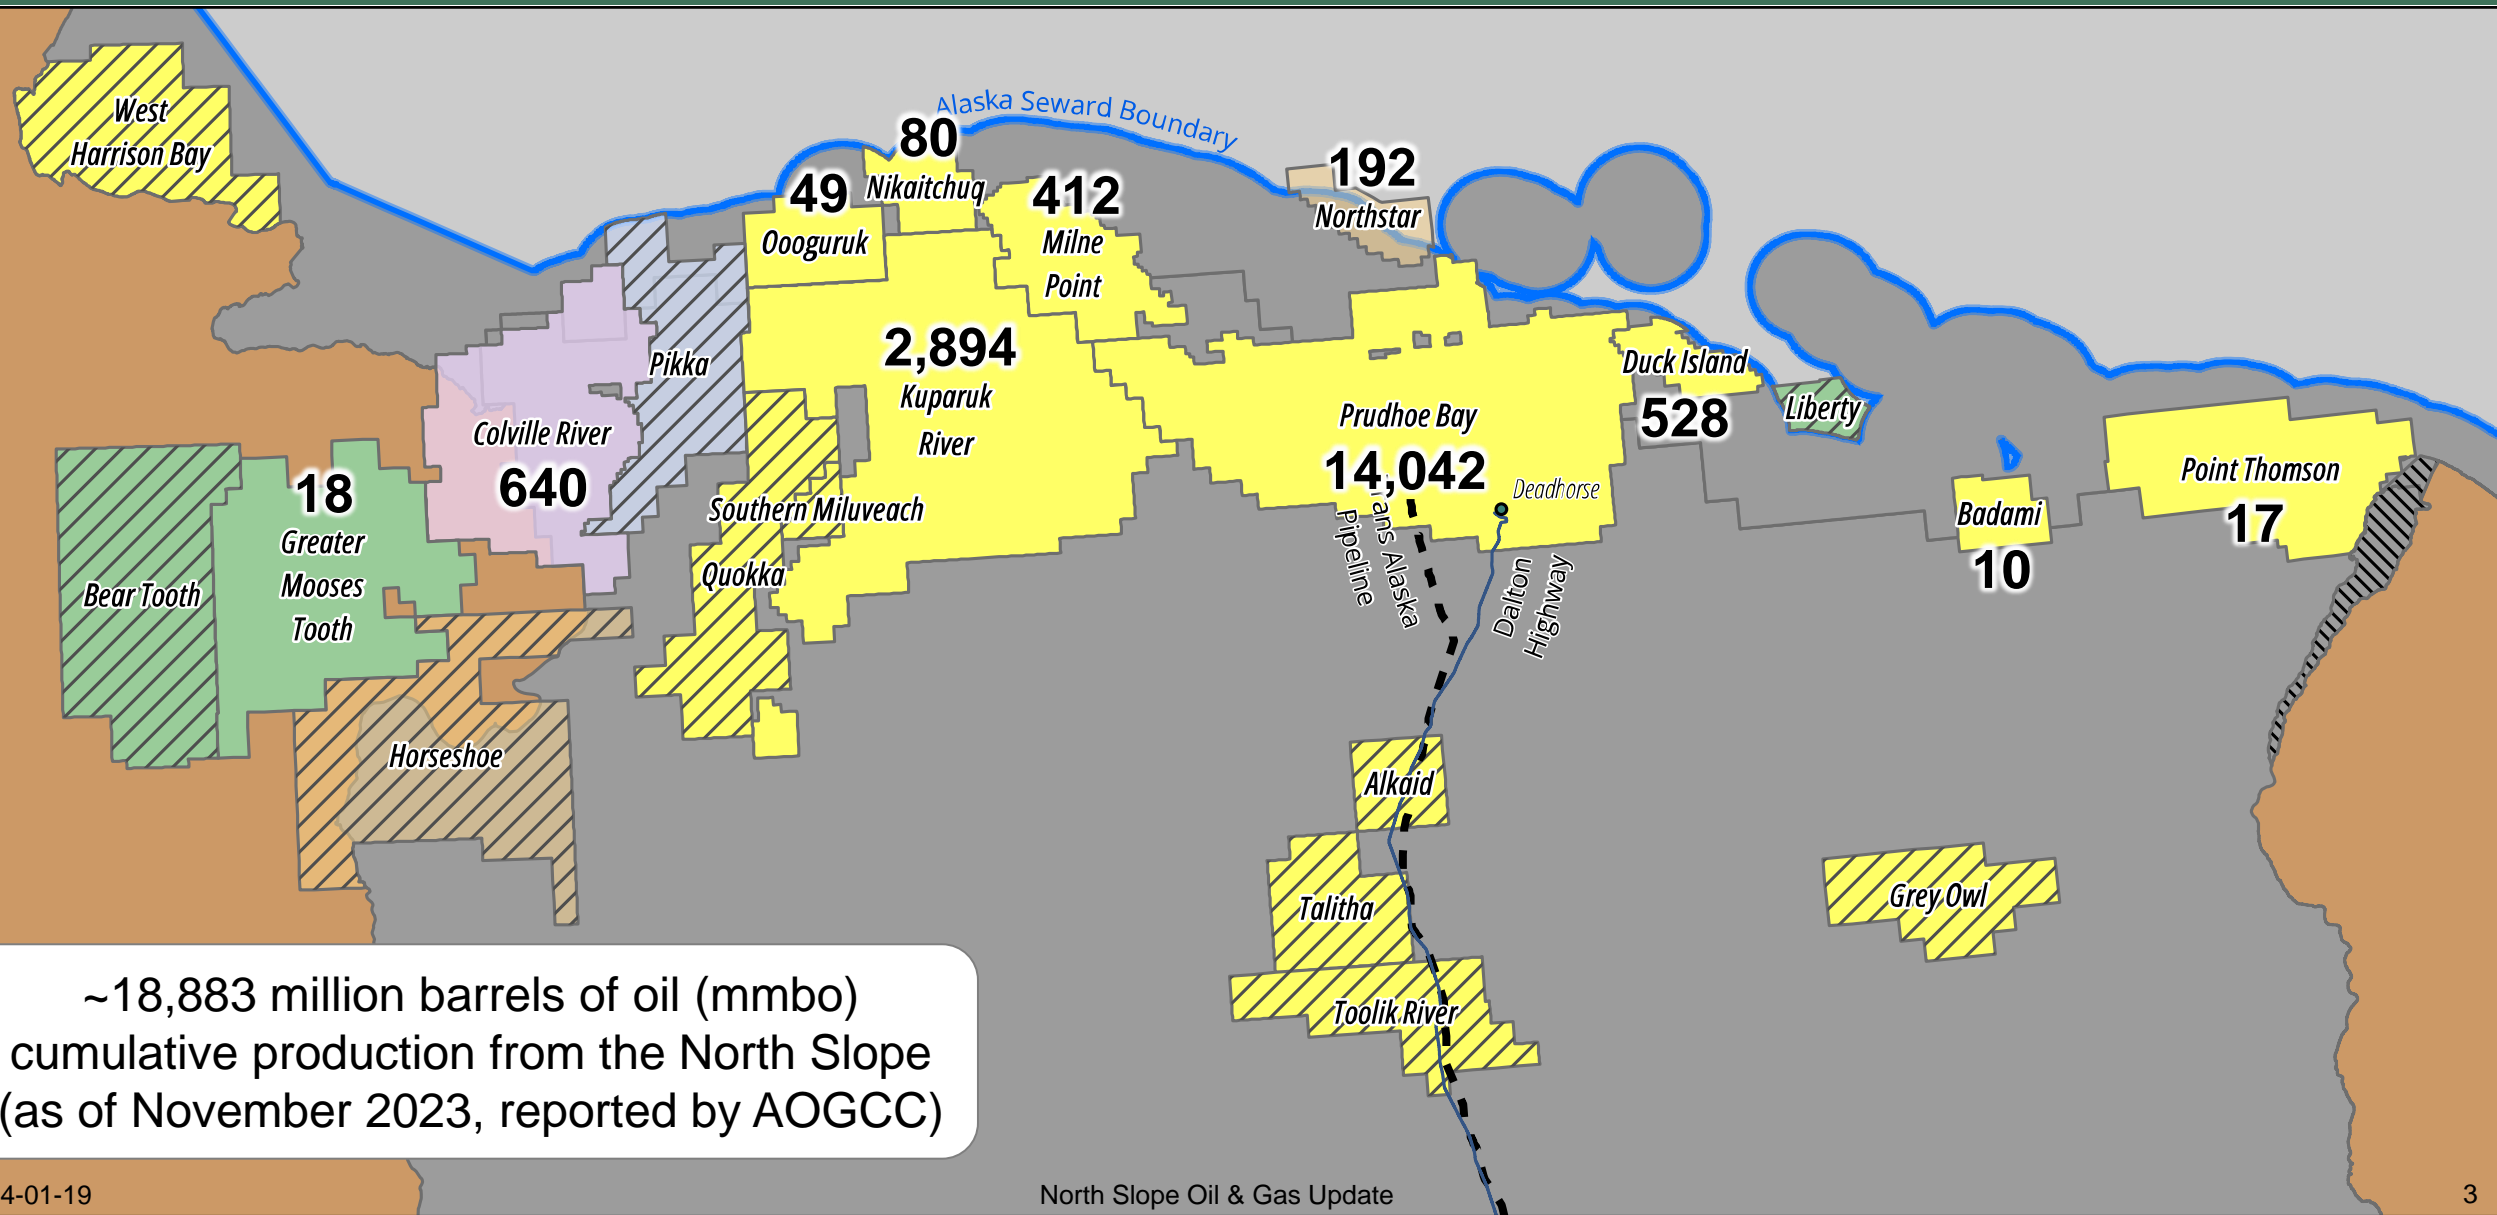 West
Harrison Bay
Alaska Seward Boundary
80
Nikaitchuq
49
Oooguruk
412
Milne
Point
192
Northstar
Pikka
2,894
Kuparuk
River
Colville River
640
Duck Island
528
Liberty
Prudhoe Bay
14,042
Deadhorse
Point Thomson
17
Badami
10
18
Greater
Mooses
Tooth
Bear Tooth
Southern Miluveach
Quokka
Alaska
Pipeline
Dalton
Highway
Horseshoe
Alkaid
Talitha
Toolik River
Grey Owl
~18,883 million barrels of oil (mmbo)
cumulative production from the North Slope
(as of November 2023, reported by AOGCC)
4-01-19
North Slope Oil & Gas Update
3